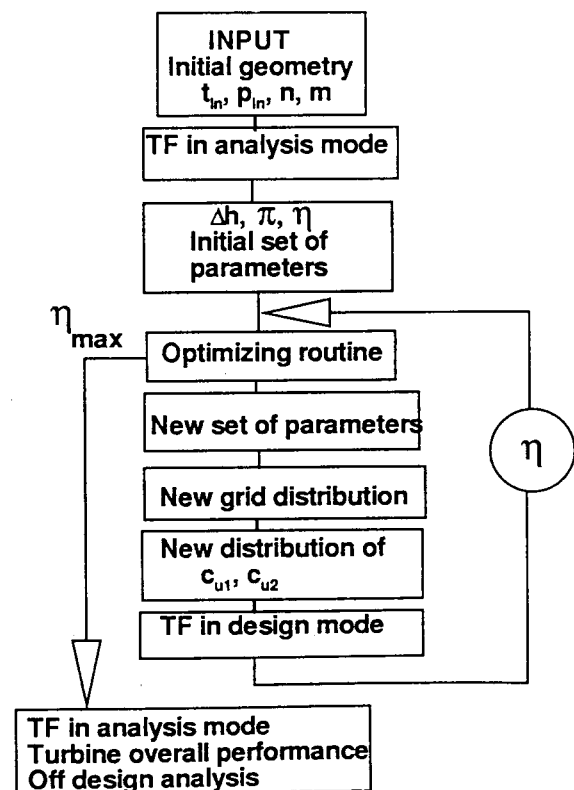 INPUT
Initial geometry
t_in, p_in, n, m
TF in analysis mode
Δh, π, η
Initial set of
parameters
η_max
Optimizing routine
New set of parameters
η
New grid distribution
New distribution of
c_u1, c_u2
TF in design mode
TF in analysis mode
Turbine overall performance
Off design analysis